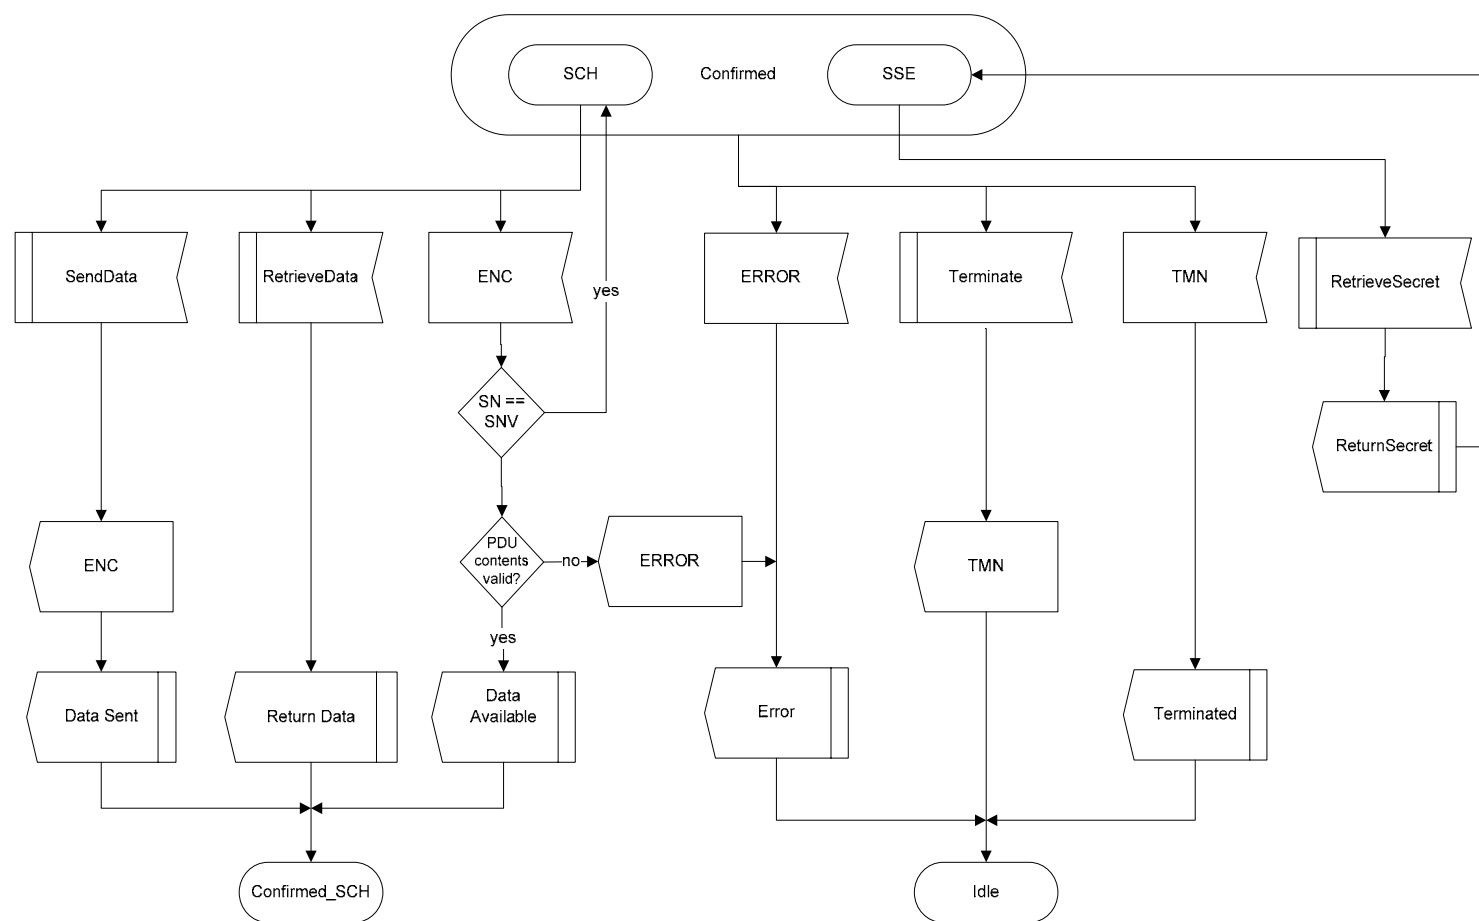 SCH
Confirmed
SSE
SendData
RetrieveData
ENC
yes
ERROR
Terminate
TMN
RetrieveSecret
SN ==
SNV
ReturnSecret
ENC
PDU
contents
valid?
no
ERROR
TMN
yes
Data Sent
Return Data
Data
Available
Error
Terminated
Confirmed_SCH
Idle